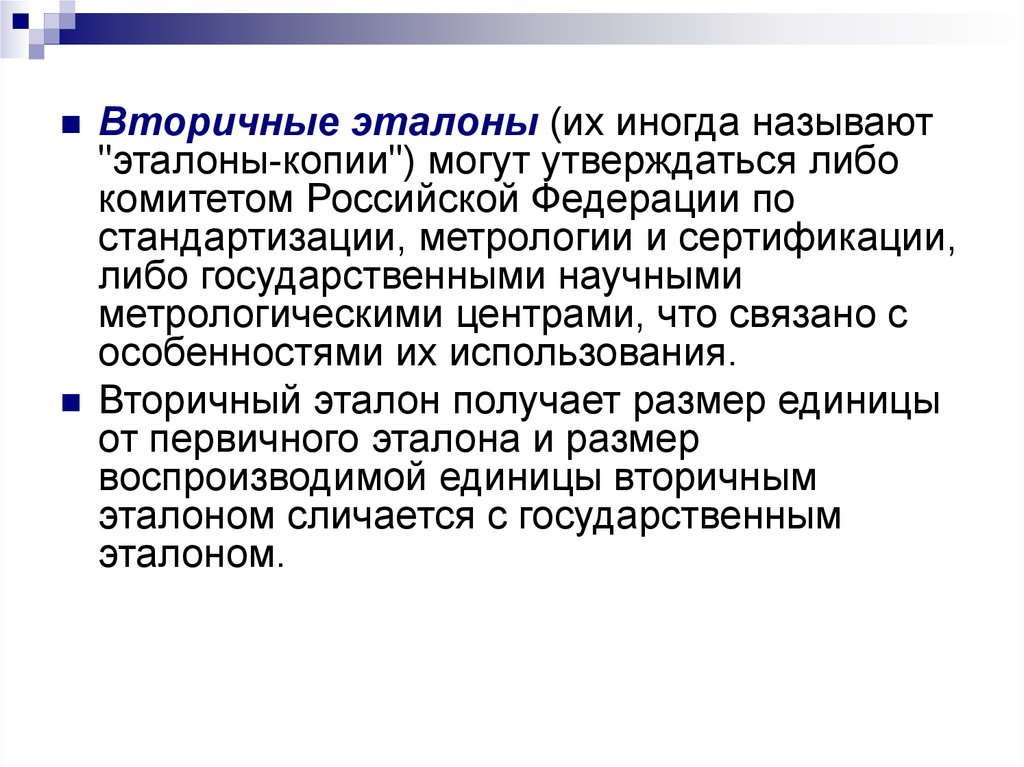 Вторичные эталоны (их иногда называют
"эталоны-копии") могут утверждаться либо
комитетом Российской Федерации по
стандартизации, метрологии и сертификации,
либо государственными научными
метрологическими центрами, что связано с
особенностями их использования.
Вторичный эталон получает размер единицы
от первичного эталона и размер
воспроизводимой единицы вторичным
эталоном сличается с государственным
эталоном.